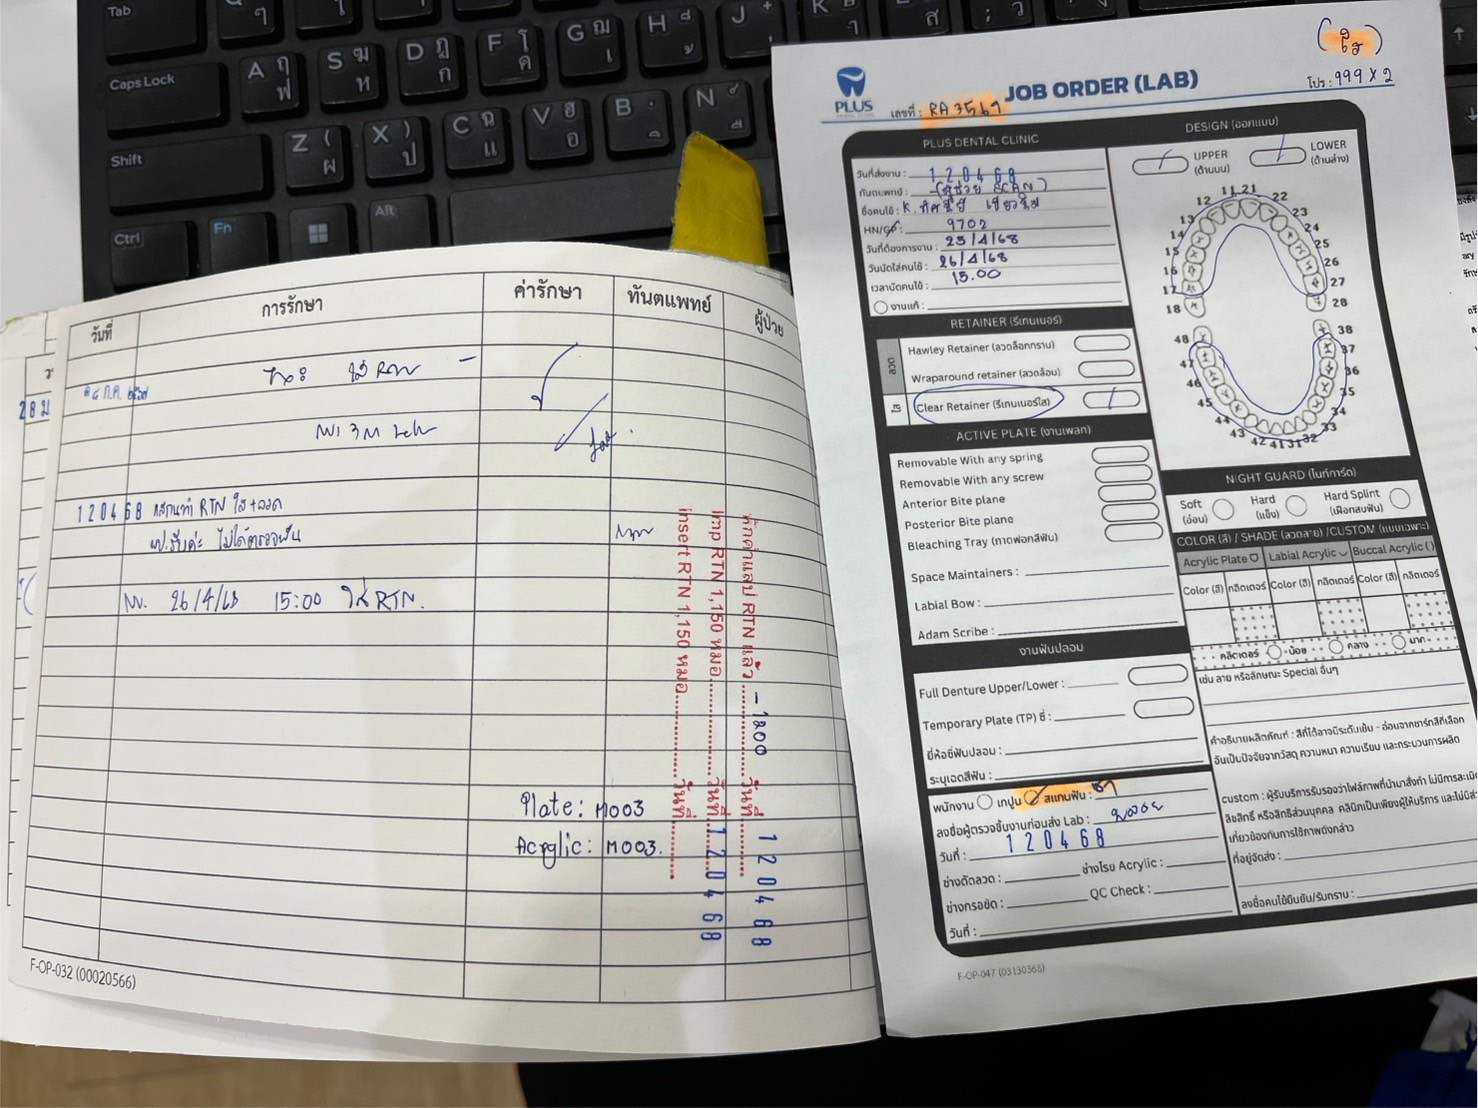 Tab
Caps Lock
A ฤ ฟ
S ฆ ห
D ฏ ก
F โ ค
G ฌ เ
H
J
K
Shift
Z ( ผ
X ) ป
C ฉ แ
V ฮ อ
B
N
Ctrl
Fn
Alt
วันที่
การรักษา
ค่ารักษา
ทันตแพทย์
ผู้ป่วย
28 ม
120468 สแกนทำ RTN ใส+ลวด
ไม่ได้ตรวจฟัน
26/4/68 15:00 ใส่ RTN.
หักค่าแลป RTN แล้ว -1200 วันที่ 120468
imp RTN 1,150 หมอ วันที่ 120468
insert RTN 1,150 หมอ วันที่
Plate: M003
Acrylic: M003.
F-OP-032 (00020566)
(ใส)
PLUS
JOB ORDER (LAB)
โปร: 999 x 2
เลขที่ : RA 3567
PLUS DENTAL CLINIC
วันที่ส่งงาน : 120468
ทันตแพทย์ : (ผู้ช่วย SCAN)
ชื่อคนไข้ : K.
HN/ : 9702
วันที่ต้องการงาน : 25/4/68
วันนัดใส่คนไข้ : 26/4/68
เวลานัดคนไข้ : 15.00
งานแก้ :
RETAINER (รีเทนเนอร์)
ลวด
Hawley Retainer (ลวดล็อกกราม)
Wraparound retainer (ลวดล้อม)
ใส
Clear Retainer (รีเทนเนอร์ใส)
ACTIVE PLATE (งานเพลท)
Removable With any spring
Removable With any screw
Anterior Bite plane
Posterior Bite plane
Bleaching Tray (ถาดฟอกสีฟัน)
Space Maintainers :
Labial Bow :
Adam Scribe :
งานฟันปลอม
Full Denture Upper/Lower :
Temporary Plate (TP) ซี่ :
ยี่ห้อซี่ฟันปลอม :
ระบุเฉดสีฟัน :
พนักงาน เทปูน สแกนฟัน :
ลงชื่อผู้ตรวจชิ้นงานก่อนส่ง Lab :
วันที่ : 120468
ช่างดัดลวด : ช่างโรย Acrylic :
ช่างกรอขัด : QC Check :
วันที่ :
F-OP-047 (03130365)
DESIGN (ออกแบบ)
UPPER (ด้านบน)
LOWER (ด้านล่าง)
11 21
12 22
13 23
14 24
15 25
16 26
17 27
18 28
48 38
47 37
46 36
45 35
44 34
43 42 41 31 32 33
NIGHT GUARD (ไนท์การ์ด)
Soft (อ่อน)
Hard (แข็ง)
Hard Splint (เฝือกสบฟัน)
COLOR (สี) / SHADE (ลวดลาย) /CUSTOM (แบบเฉพาะ)
Acrylic Plate Labial Acrylic Buccal Acrylic ( )
Color (สี) กลิตเตอร์ Color (สี) กลิตเตอร์ Color (สี) กลิตเตอร์
กลิตเตอร์ น้อย กลาง มาก
เช่น ลาย หรือลักษณะ Special อื่นๆ
คำอธิบายผลิตภัณฑ์ : สีที่ได้อาจมีระดับเข้ม - อ่อนจากชาร์ทสีที่เลือก
อันเป็นปัจจัยจากวัสดุ ความหนา ความเรียบ และกระบวนการผลิต
custom : ผู้รับบริการรับรองว่าไฟล์ภาพที่นำมาสั่งทำ ไม่มีการละเมิด
ลิขสิทธิ์ หรือสิทธิส่วนบุคคล คลินิกเป็นเพียงผู้ให้บริการ และไม่มีส่วน
เกี่ยวข้องกับการใช้ภาพดังกล่าว
ที่อยู่จัดส่ง :
ลงชื่อคนไข้ยืนยัน/รับทราบ :